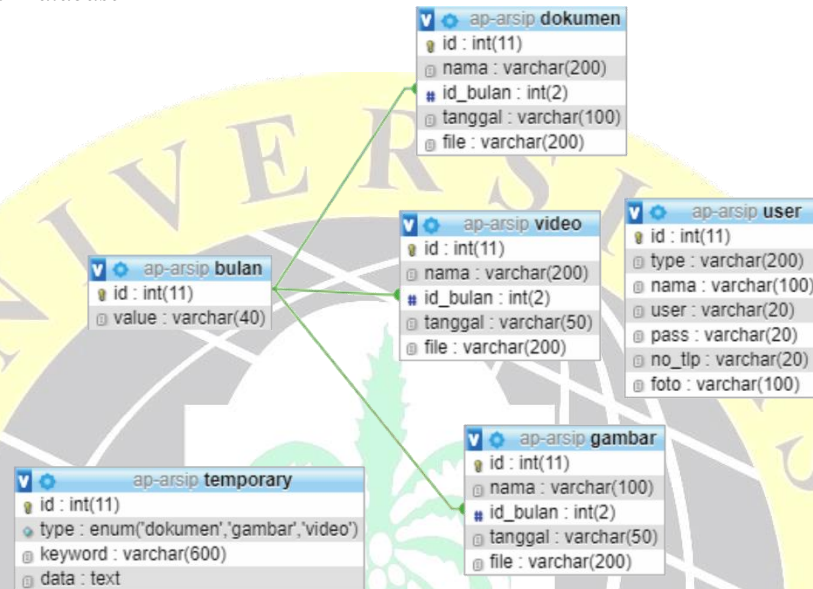 ap-arsip dokumen
id : int(11)
nama : varchar(200)
id_bulan : int(2)
tanggal : varchar(100)
file : varchar(200)
ap-arsip video
id : int(11)
nama : varchar(200)
id_bulan : int(2)
tanggal : varchar(50)
file : varchar(200)
ap-arsip user
id : int(11)
type : varchar(200)
nama : varchar(100)
user : varchar(20)
pass : varchar(20)
no_tlp : varchar(20)
foto : varchar(100)
ap-arsip bulan
id : int(11)
value : varchar(40)
ap-arsip gambar
id : int(11)
nama : varchar(100)
id_bulan : int(2)
tanggal : varchar(50)
file : varchar(200)
ap-arsip temporary
id : int(11)
type : enum('dokumen','gambar','video')
keyword : varchar(600)
data : text